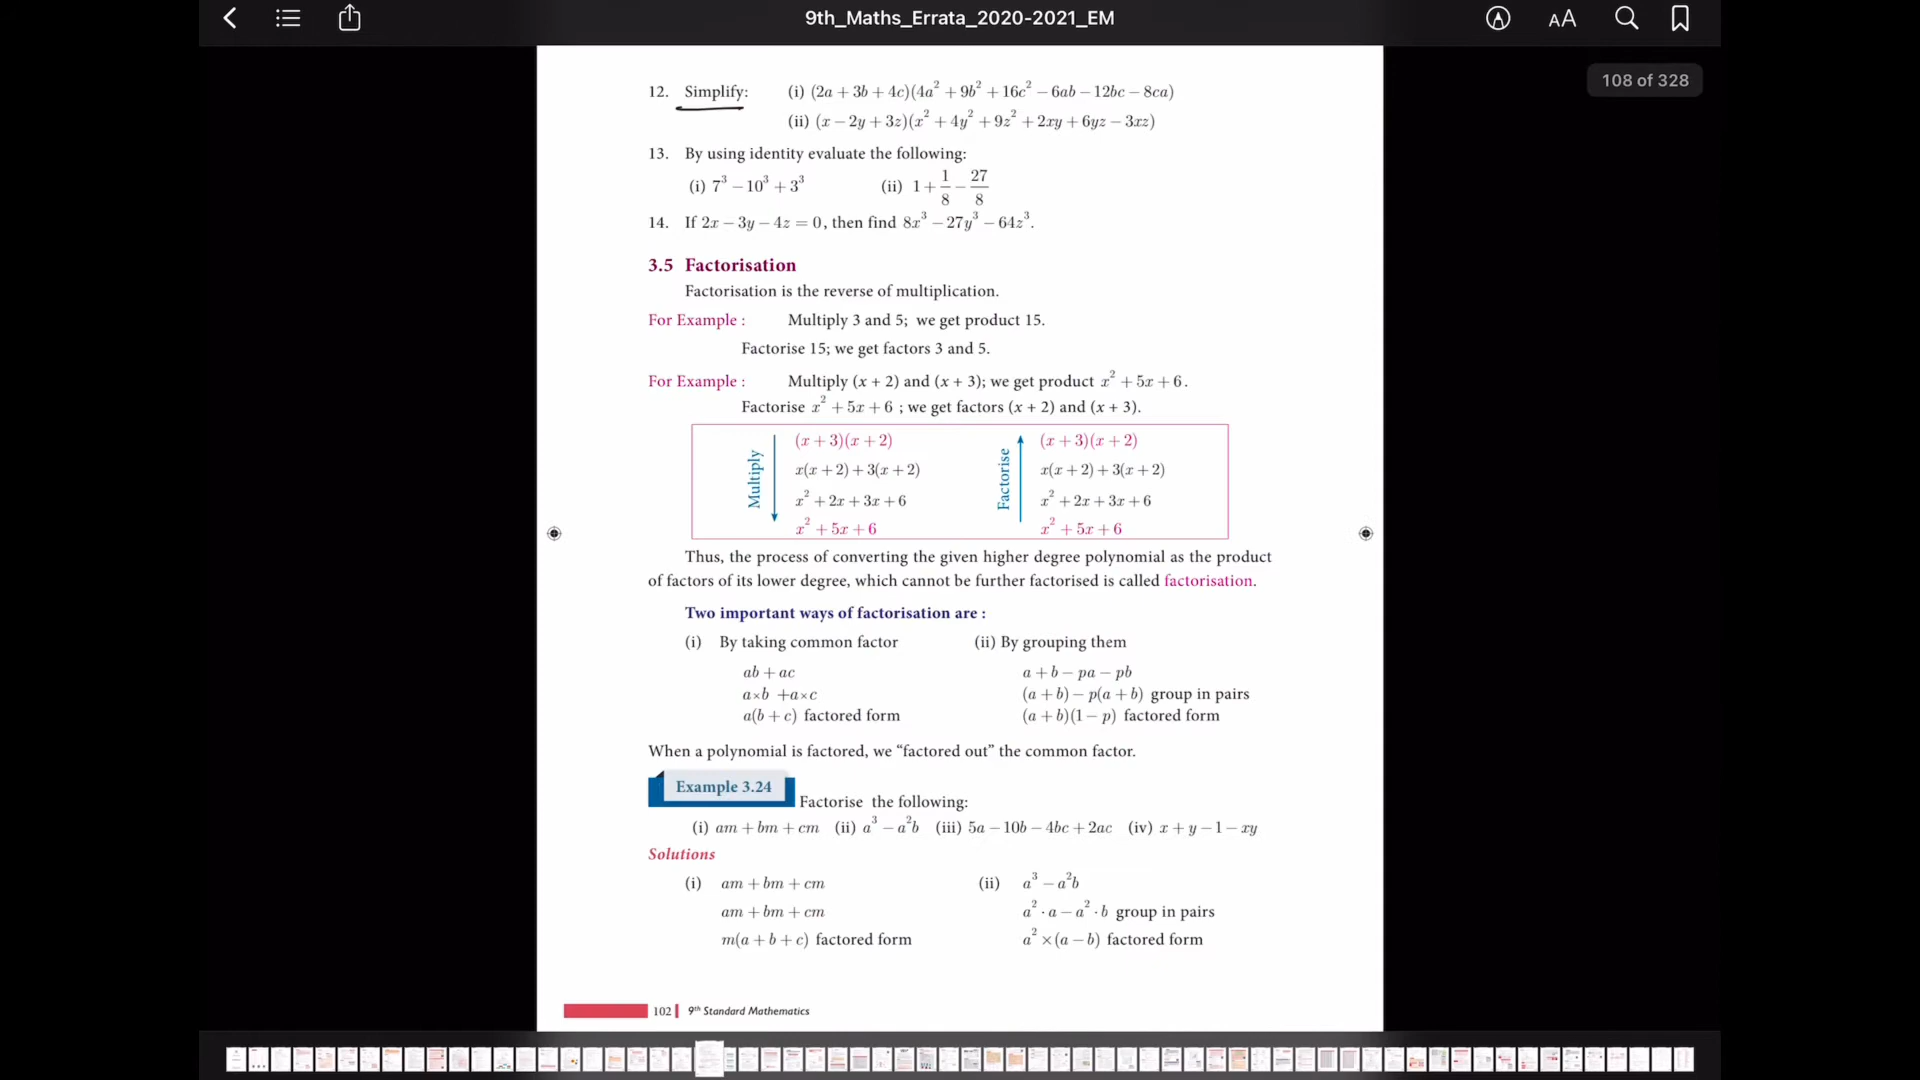 9th_Maths_Errata_2020-2021_EM
AA
108 of 328
12. Simplify: (i) (2a + 3b + 4c)(4a² + 9b² + 16c² − 6ab − 12bc − 8ca)
(ii) (x − 2y + 3z)(x² + 4y² + 9z² + 2xy + 6yz − 3xz)
13. By using identity evaluate the following:
(i) 7³ − 10³ + 3³ (ii) 1 + 1/8 − 27/8
14. If 2x − 3y − 4z = 0, then find 8x³ − 27y³ − 64z³.
3.5 Factorisation
Factorisation is the reverse of multiplication.
For Example : Multiply 3 and 5; we get product 15.
Factorise 15; we get factors 3 and 5.
For Example : Multiply (x + 2) and (x + 3); we get product x² + 5x + 6.
Factorise x² + 5x + 6 ; we get factors (x + 2) and (x + 3).
Multiply
(x + 3)(x + 2)
x(x + 2) + 3(x + 2)
x² + 2x + 3x + 6
x² + 5x + 6
Factorise
(x + 3)(x + 2)
x(x + 2) + 3(x + 2)
x² + 2x + 3x + 6
x² + 5x + 6
Thus, the process of converting the given higher degree polynomial as the product
of factors of its lower degree, which cannot be further factorised is called factorisation.
Two important ways of factorisation are :
(i) By taking common factor
ab + ac
a×b +a×c
a(b + c) factored form
(ii) By grouping them
a + b − pa − pb
(a + b) − p(a + b) group in pairs
(a + b)(1 − p) factored form
When a polynomial is factored, we “factored out” the common factor.
Example 3.24
Factorise the following:
(i) am + bm + cm (ii) a³ − a²b (iii) 5a − 10b − 4bc + 2ac (iv) x + y − 1 − xy
Solutions
(i) am + bm + cm
am + bm + cm
m(a + b + c) factored form
(ii) a³ − a²b
a² · a − a² · b group in pairs
a² ×(a − b) factored form
102 9th Standard Mathematics